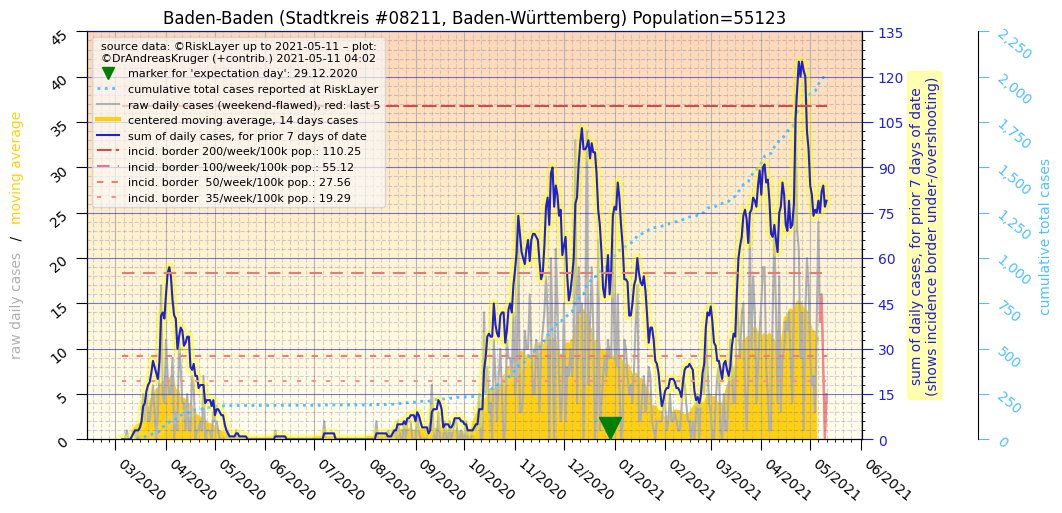 Baden-Baden (Stadtkreis #08211, Baden-Württemberg) Population=55123
source data: ©RiskLayer up to 2021-05-11 – plot:
©DrAndreasKruger (+contrib.) 2021-05-11 04:02
marker for 'expectation day': 29.12.2020
cumulative total cases reported at RiskLayer
raw daily cases (weekend-flawed), red: last 5
centered moving average, 14 days cases
sum of daily cases, for prior 7 days of date
incid. border 200/week/100k pop.: 110.25
incid. border 100/week/100k pop.: 55.12
incid. border  50/week/100k pop.: 27.56
incid. border  35/week/100k pop.: 19.29
raw daily cases  /  moving average
45
40
35
30
25
20
15
10
5
0
03/2020
04/2020
05/2020
06/2020
07/2020
08/2020
09/2020
10/2020
11/2020
12/2020
01/2021
02/2021
03/2021
04/2021
05/2021
06/2021
135
120
105
90
75
60
45
30
15
0
sum of daily cases, for prior 7 days of date
(shows incidence border under-/overshooting)
2,250
2,000
1,750
1,500
1,250
1,000
750
500
250
0
cumulative total cases